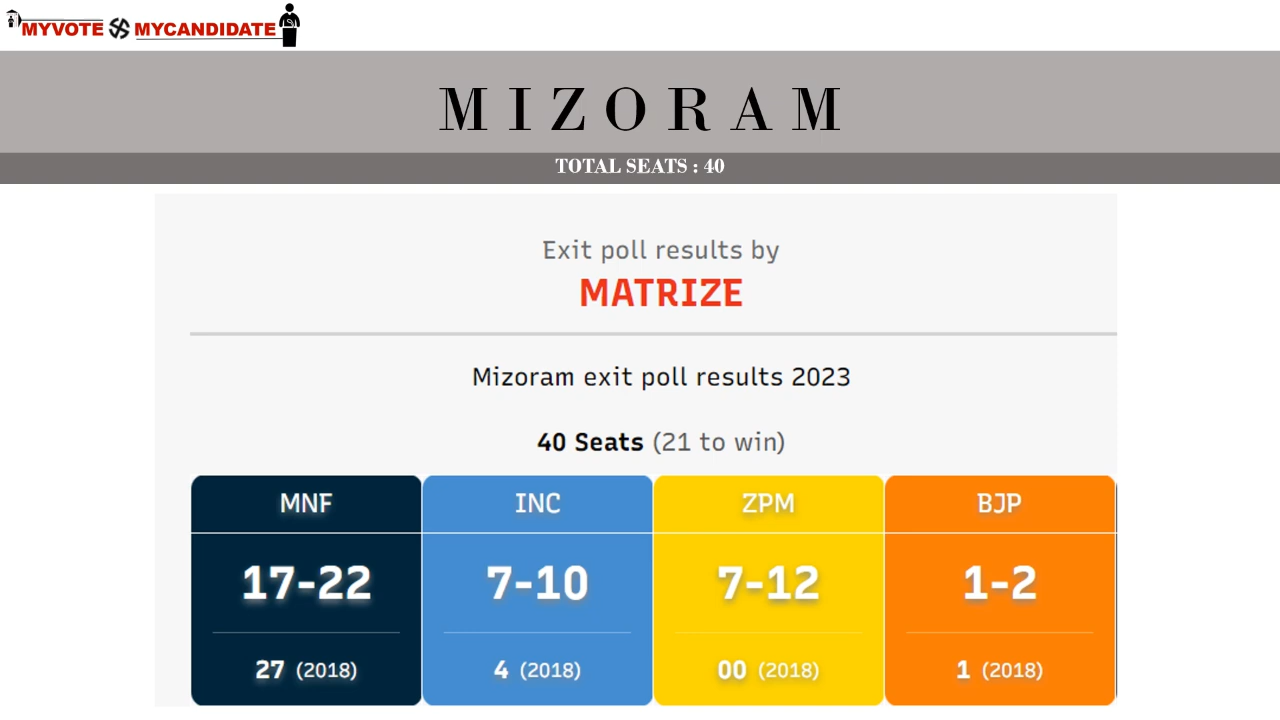 MYVOTE MYCANDIDATE
MIZORAM
TOTAL SEATS : 40
Exit poll results by
MATRIZE
Mizoram exit poll results 2023
40 Seats (21 to win)
MNF INC ZPM BJP
17-22 7-10 7-12 1-2
27 (2018) 4 (2018) 00 (2018) 1 (2018)